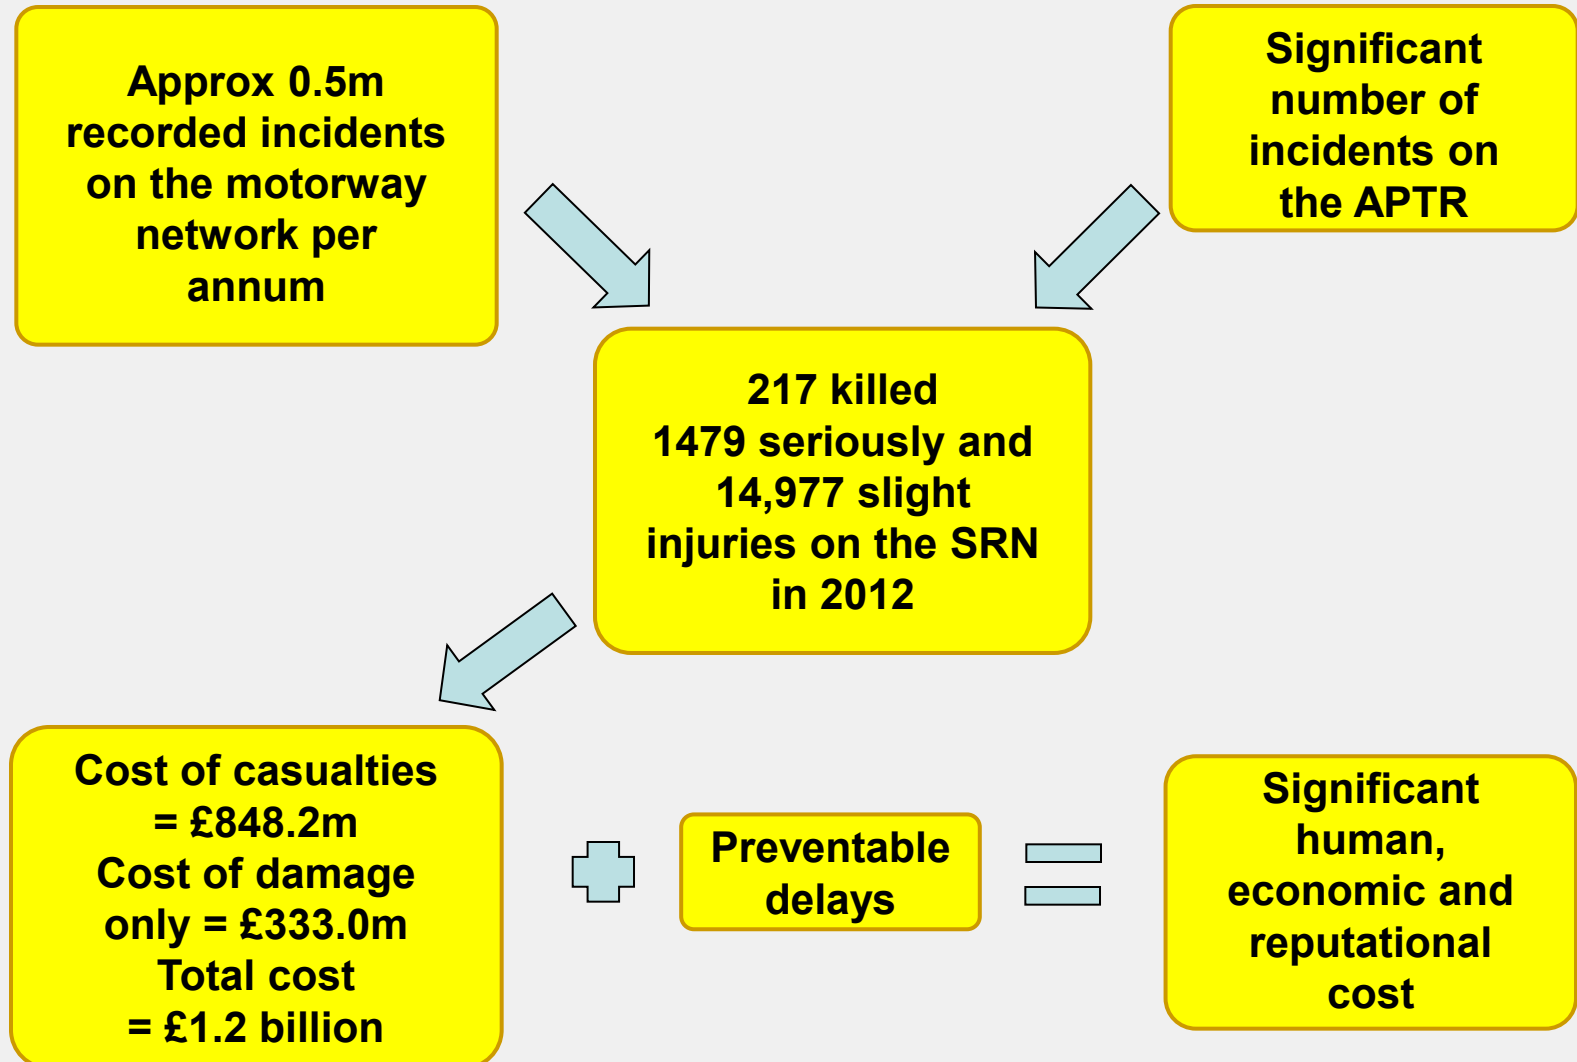 Approx 0.5m
recorded incidents
on the motorway
network per
annum
Significant
number of
incidents on
the APTR
217 killed
1479 seriously and
14,977 slight
injuries on the SRN
in 2012
Cost of casualties
= £848.2m
Cost of damage
only = £333.0m
Total cost
= £1.2 billion
Preventable
delays
Significant
human,
economic and
reputational
cost